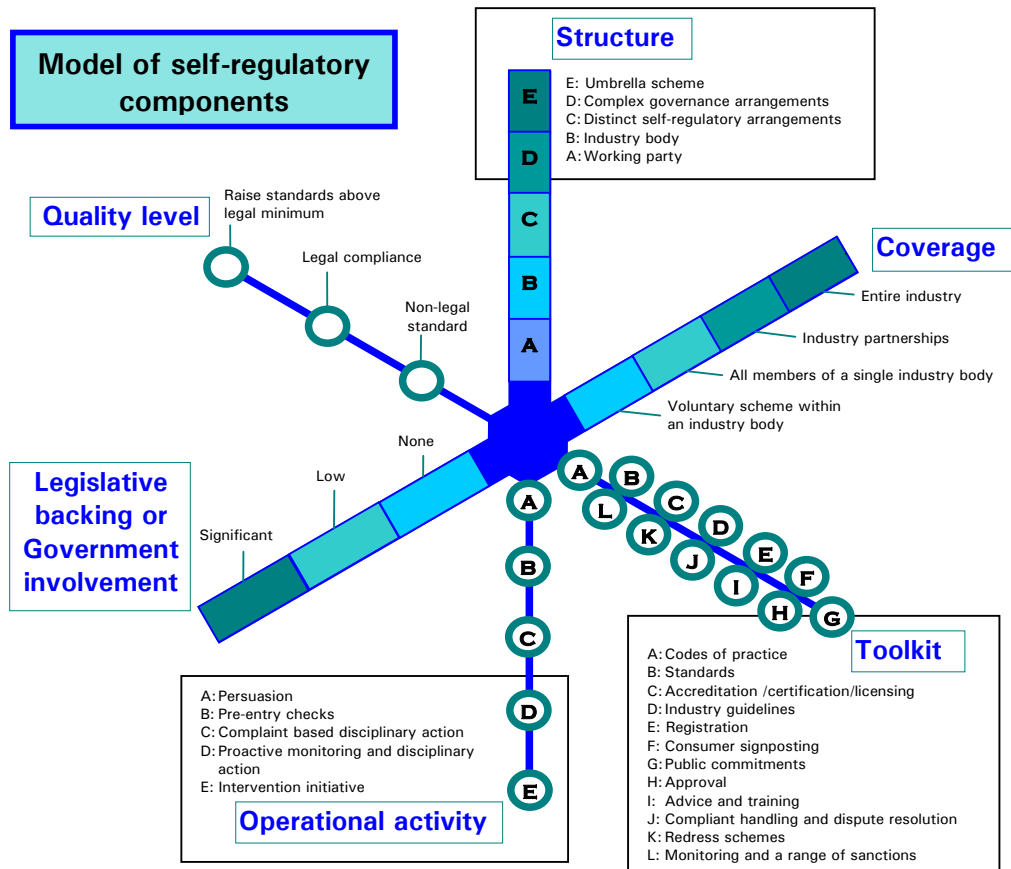 Model of self-regulatory
components
Structure
E: Umbrella scheme
D: Complex governance arrangements
C: Distinct self-regulatory arrangements
B: Industry body
A: Working party
E
D
C
B
A
Quality level
Raise standards above
legal minimum
Legal compliance
Non-legal
standard
Coverage
Entire industry
Industry partnerships
All members of a single industry body
Voluntary scheme within
an industry body
Legislative
backing or
Government
involvement
None
Low
Significant
A
B
C
D
E
A: Persuasion
B: Pre-entry checks
C: Complaint based disciplinary action
D: Proactive monitoring and disciplinary
action
E: Intervention initiative
Operational activity
A
B
C
D
E
F
G
H
I
J
K
L
Toolkit
A: Codes of practice
B: Standards
C: Accreditation /certification/licensing
D: Industry guidelines
E: Registration
F: Consumer signposting
G: Public commitments
H: Approval
I: Advice and training
J: Compliant handling and dispute resolution
K: Redress schemes
L: Monitoring and a range of sanctions